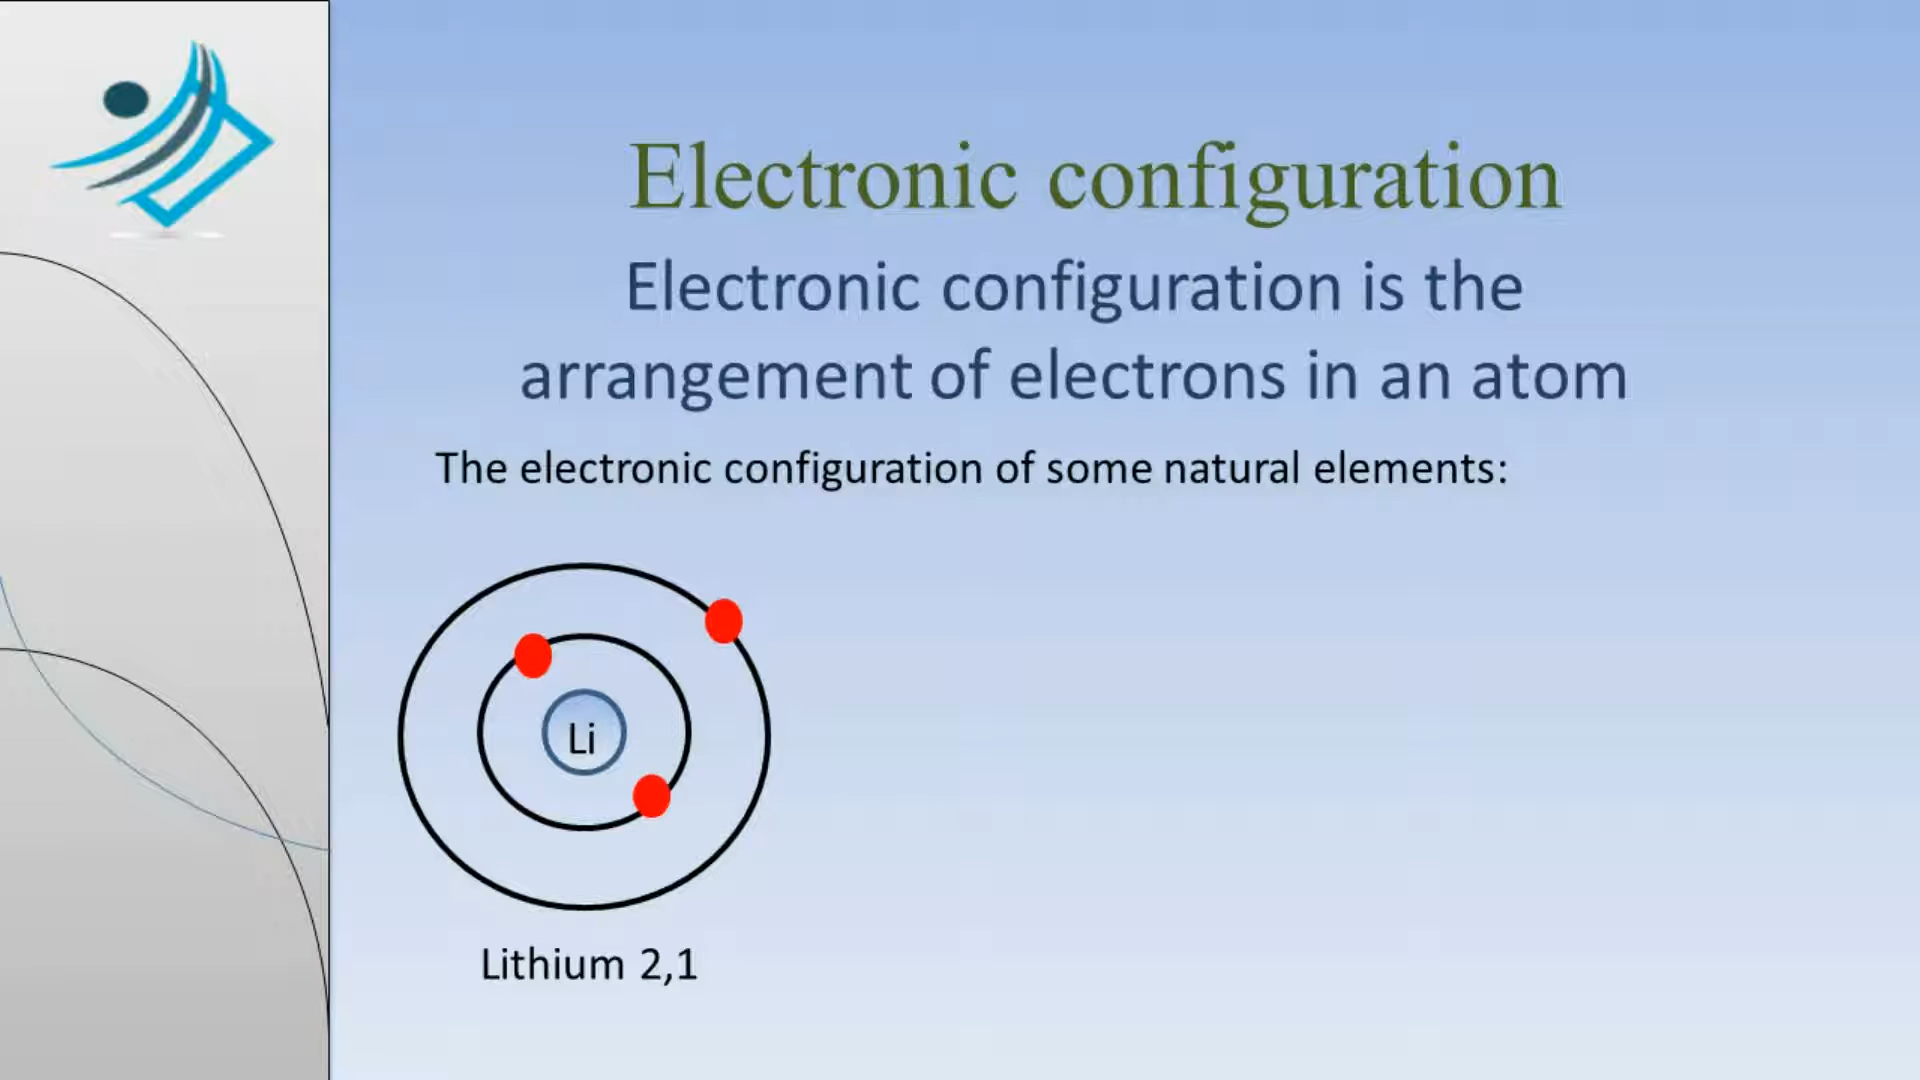 Electronic configuration
Electronic configuration is the
arrangement of electrons in an atom
The electronic configuration of some natural elements:
Li
Lithium 2,1